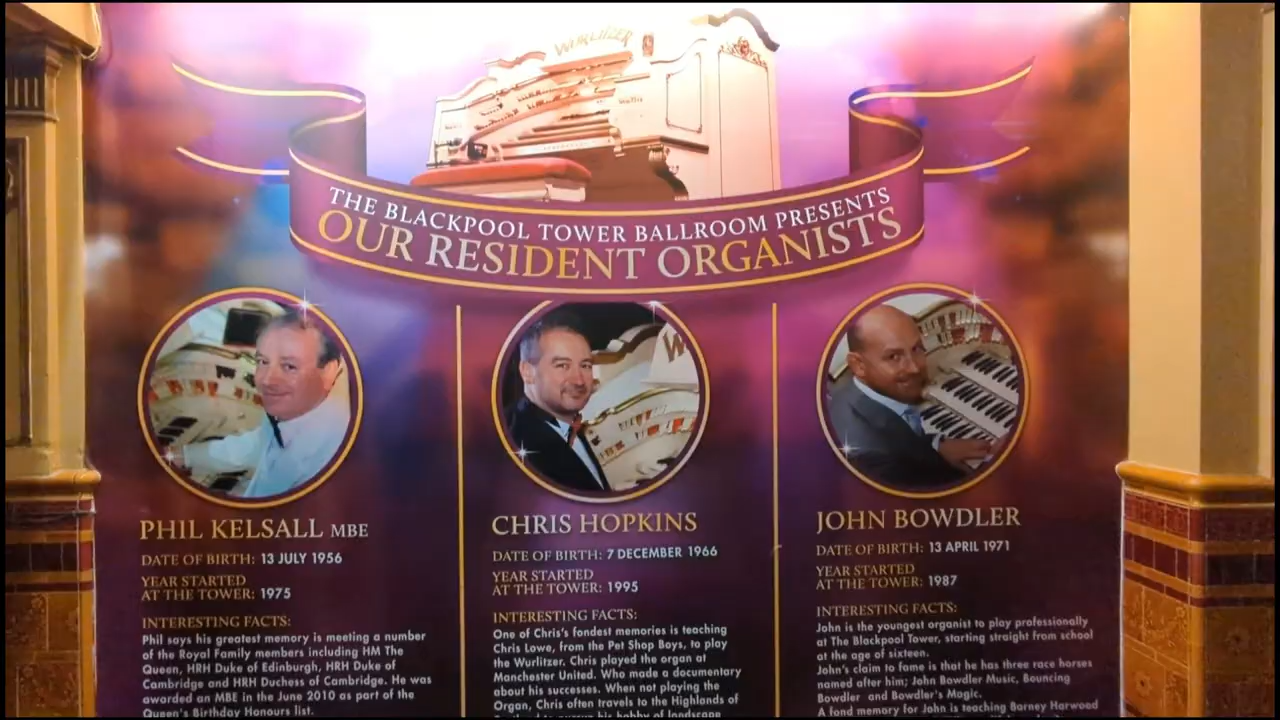 WURLITZER
THE BLACKPOOL TOWER BALLROOM PRESENTS
OUR RESIDENT ORGANISTS
PHIL KELSALL MBE
DATE OF BIRTH: 13 JULY 1956
YEAR STARTED
AT THE TOWER: 1975
INTERESTING FACTS:
Phil says his greatest memory is meeting a number
of the Royal Family members including HM The
Queen, HRH Duke of Edinburgh, HRH Duke of
Cambridge and HRH Duchess of Cambridge. He was
awarded an MBE in the June 2010 as part of the
Queen's Birthday Honours list.
W
CHRIS HOPKINS
DATE OF BIRTH: 7 DECEMBER 1966
YEAR STARTED
AT THE TOWER: 1995
INTERESTING FACTS:
One of Chris's fondest memories is teaching
Chris Lowe, from the Pet Shop Boys, to play
the Wurlitzer. Chris played the organ at
Manchester United. Who made a documentary
about his successes. When not playing the
Organ, Chris often travels to the Highlands of
to pursue his hobby of landscape
JOHN BOWDLER
DATE OF BIRTH: 13 APRIL 1971
YEAR STARTED
AT THE TOWER: 1987
INTERESTING FACTS:
John is the youngest organist to play professionally
at The Blackpool Tower, starting straight from school
at the age of sixteen.
John's claim to fame is that he has three race horses
named after him; John Bowdler Music, Bouncing
Bowdler and Bowdler's Magic.
A fond memory for John is teaching Barney Harwood